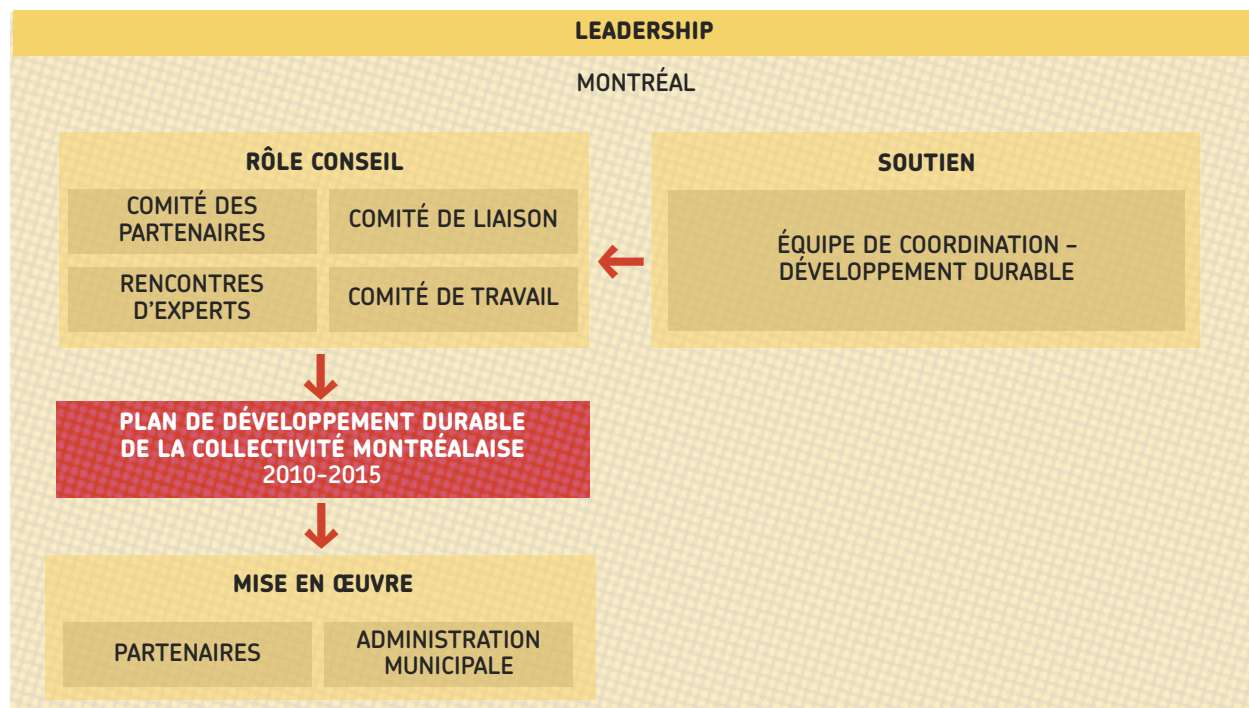 LEADERSHIP
MONTRÉAL
RÔLE CONSEIL
COMITÉ DES
PARTENAIRES
COMITÉ DE LIAISON
RENCONTRES
D’EXPERTS
COMITÉ DE TRAVAIL
SOUTIEN
ÉQUIPE DE COORDINATION –
DÉVELOPPEMENT DURABLE
PLAN DE DÉVELOPPEMENT DURABLE
DE LA COLLECTIVITÉ MONTRÉALAISE
2010–2015
MISE EN ŒUVRE
PARTENAIRES
ADMINISTRATION
MUNICIPALE